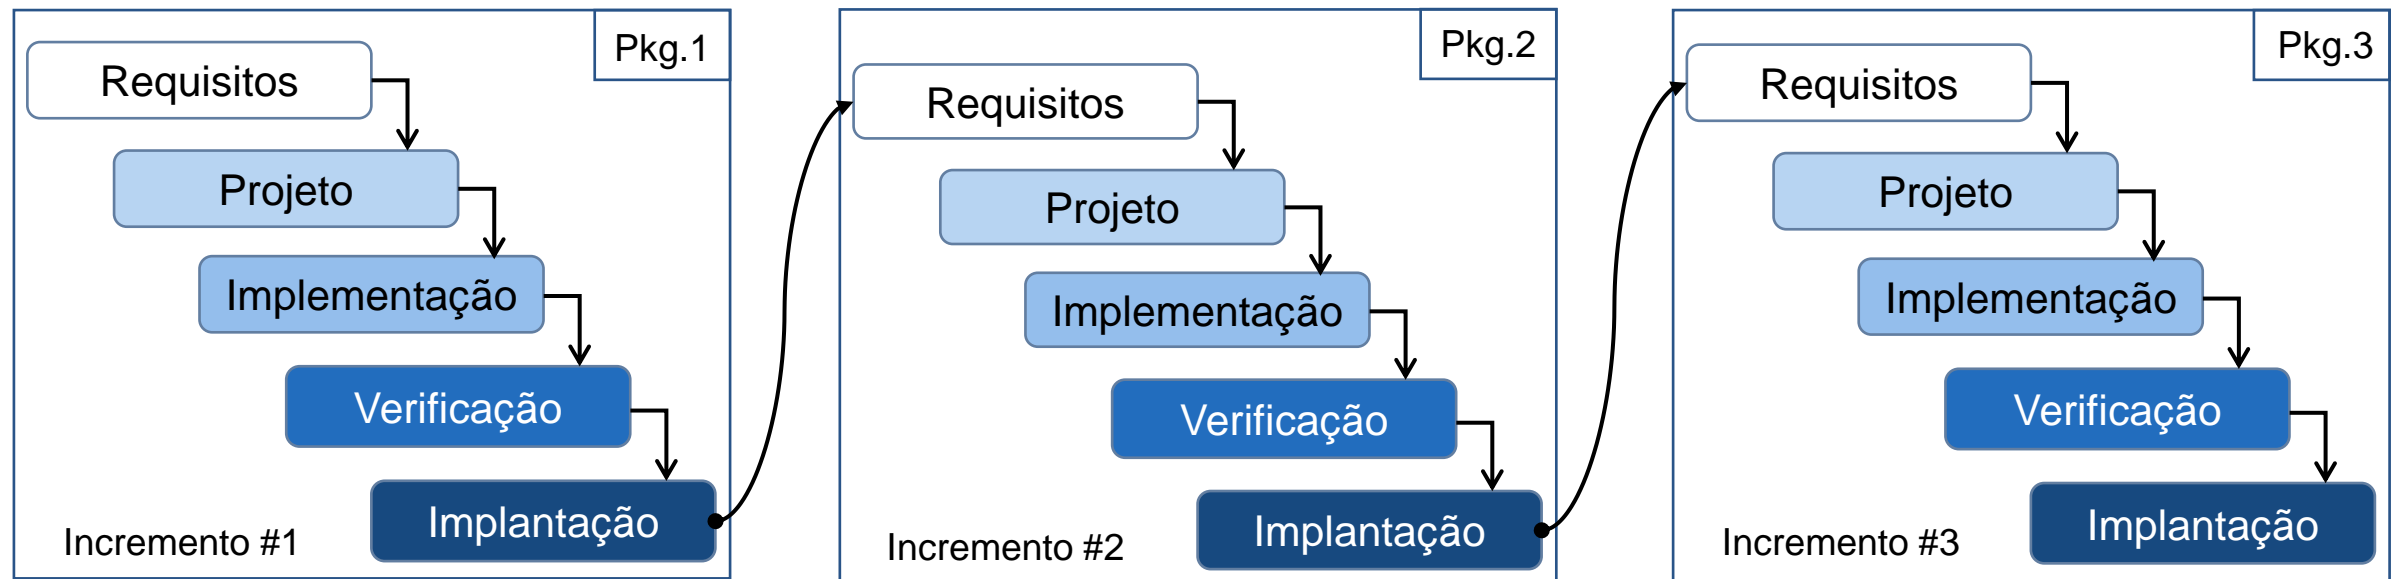 Pkg.1
Requisitos
Projeto
Implementação
Verificação
Implantação
Incremento #1
Pkg.2
Requisitos
Projeto
Implementação
Verificação
Implantação
Incremento #2
Pkg.3
Requisitos
Projeto
Implementação
Verificação
Implantação
Incremento #3